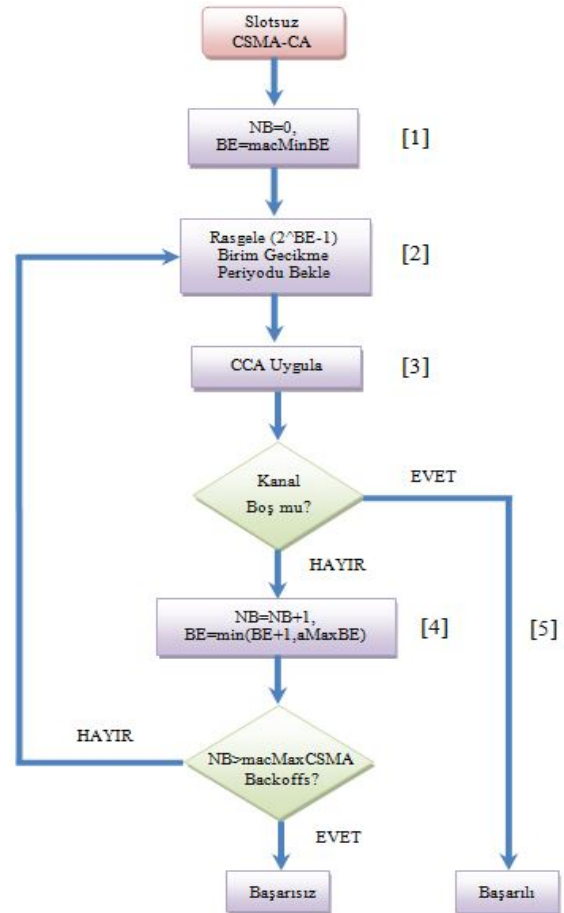 Slotsuz
CSMA-CA
NB=0,
BE=macMinBE
[1]
Rasgele (2^BE-1)
Birim Gecikme
Periyodu Bekle
[2]
CCA Uygula
[3]
Kanal
Boş mu?
EVET
HAYIR
NB=NB+1,
BE=min(BE+1,aMaxBE)
[4]
[5]
HAYIR
NB>macMaxCSMA
Backoffs?
EVET
Başarısız
Başarılı